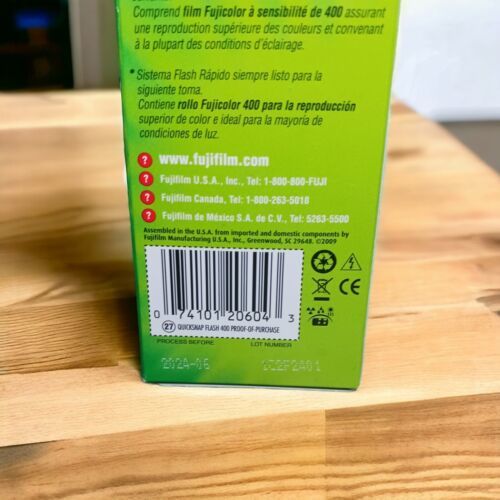 Comprend film Fujicolor à sensibilité de 400 assurant
une reproduction supérieure des couleurs et convenant
à la plupart des conditions d'éclairage.
*Sistema Flash Rápido siempre listo para la
siguiente toma.
Contiene rollo Fujicolor 400 para la reproducción
superior de color e ideal para la mayoría de
condiciones de luz.
? www.fujifilm.com
? Fujifilm U.S.A., Inc., Tel: 1-800-800-FUJI
? Fujifilm Canada, Tel: 1-800-263-5018
? Fujifilm de México S.A. de C.V., Tel: 5263-5500
Assembled in the U.S.A. from imported and domestic components by
Fujifilm Manufacturing U.S.A., Inc., Greenwood, SC 29648. ©2009
0 74101 20604 3
27 QUICKSNAP FLASH 400 PROOF-OF-PURCHASE
CE
PROCESS BEFORE LOT NUMBER
2024-06